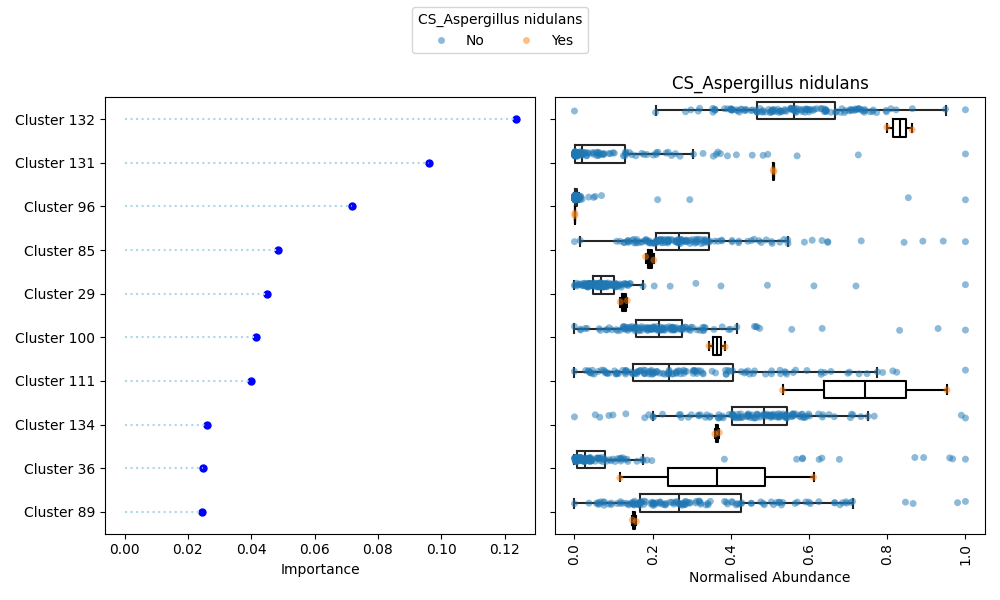 CS_Aspergillus nidulans
No Yes
CS_Aspergillus nidulans
Cluster 132
Cluster 131
Cluster 96
Cluster 85
Cluster 29
Cluster 100
Cluster 111
Cluster 134
Cluster 36
Cluster 89
0.00 0.02 0.04 0.06 0.08 0.10 0.12
Importance
0.0 0.2 0.4 0.6 0.8 1.0
Normalised Abundance